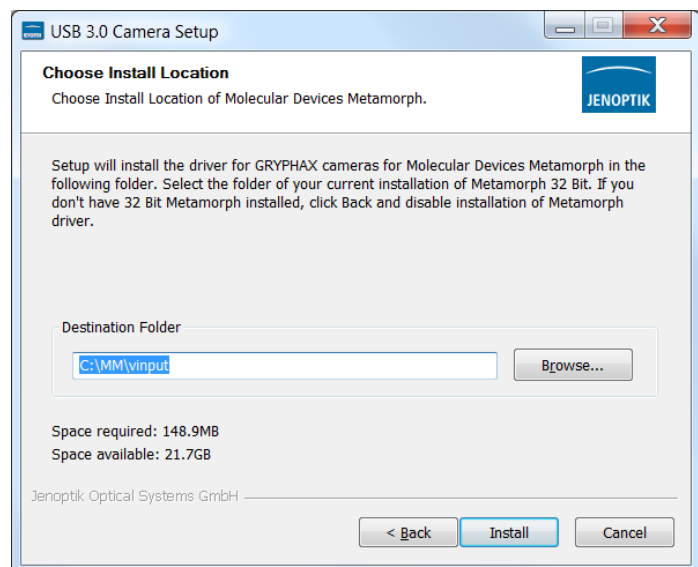 USB 3.0 Camera Setup
Choose Install Location
Choose Install Location of Molecular Devices Metamorph.
JENOPTIK
Setup will install the driver for GRYPHAX cameras for Molecular Devices Metamorph in the
following folder. Select the folder of your current installation of Metamorph 32 Bit. If you
don't have 32 Bit Metamorph installed, click Back and disable installation of Metamorph
driver.
Destination Folder
C:\MM\vinput
Browse...
Space required: 148.9MB
Space available: 21.7GB
Jenoptik Optical Systems GmbH
< Back
Install
Cancel